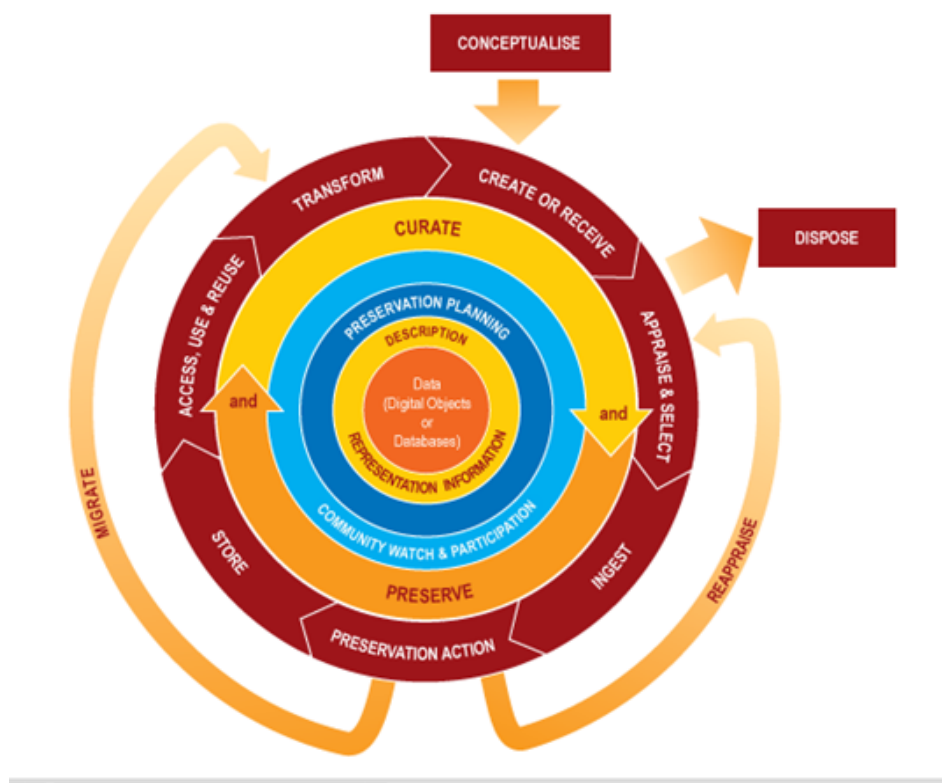 CONCEPTUALISE
TRANSFORM
CREATE OR RECEIVE
DISPOSE
CURATE
ACCESS, USE & REUSE
PRESERVATION PLANNING
DESCRIPTION
APPRAISE & SELECT
Data
(Digital Objects
or
Databases)
and
and
REPRESENTATION INFORMATION
MIGRATE
COMMUNITY WATCH & PARTICIPATION
STORE
INGEST
REAPPRAISE
PRESERVE
PRESERVATION ACTION